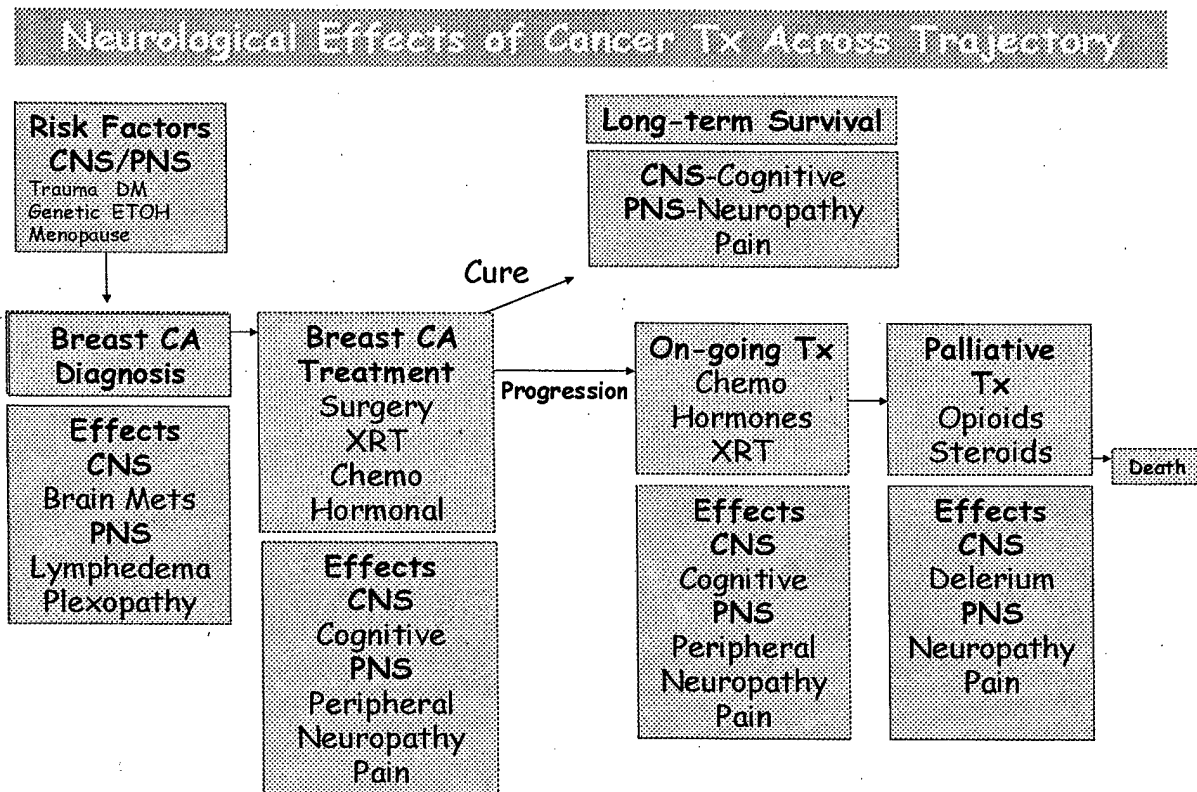 Neurological Effects of Cancer Tx Across Trajectory
Risk Factors
CNS/PNS
Trauma DM
Genetic ETOH
Menopause
Long-term Survival
CNS-Cognitive
PNS-Neuropathy
Pain
Cure
Breast CA
Diagnosis
Effects
CNS
Brain Mets
PNS
Lymphedema
Plexopathy
Breast CA
Treatment
Surgery
XRT
Chemo
Hormonal
Effects
CNS
Cognitive
PNS
Peripheral
Neuropathy
Pain
Progression
On-going Tx
Chemo
Hormones
XRT
Effects
CNS
Cognitive
PNS
Peripheral
Neuropathy
Pain
Palliative
Tx
Opioids
Steroids
Effects
CNS
Delerium
PNS
Neuropathy
Pain
Death